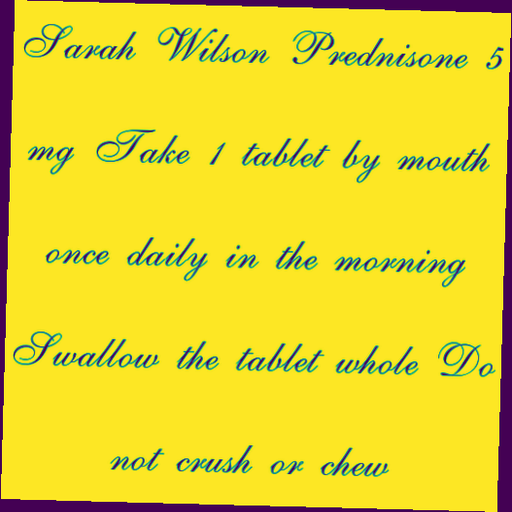 Sarah Wilson Prednisone 5
mg Take 1 tablet by mouth
once daily in the morning
Swallow the tablet whole Do
not crush or chew